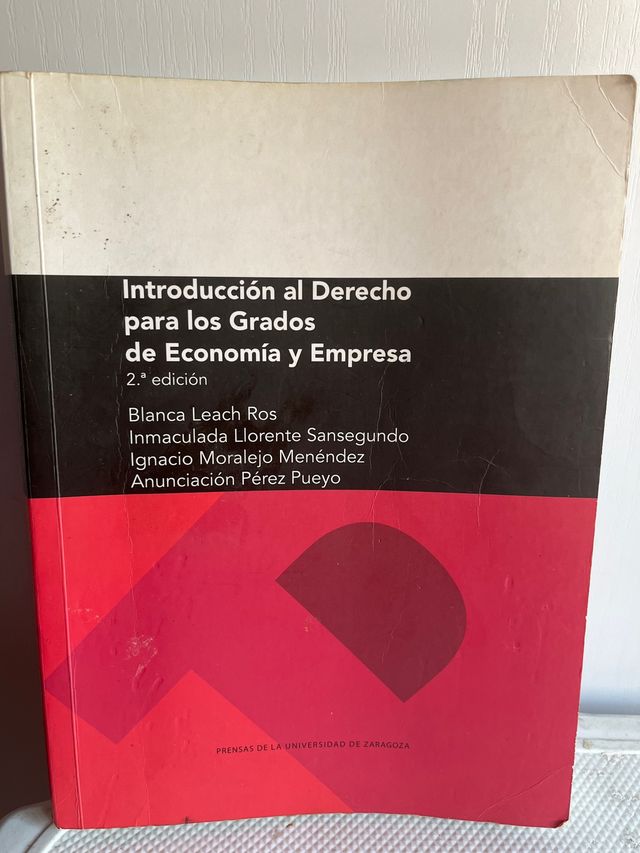 Introducción al Derecho
para los Grados
de Economía y Empresa
2.ª edición
Blanca Leach Ros
Inmaculada Llorente Sansegundo
Ignacio Moralejo Menéndez
Anunciación Pérez Pueyo
PRENSAS DE LA UNIVERSIDAD DE ZARAGOZA